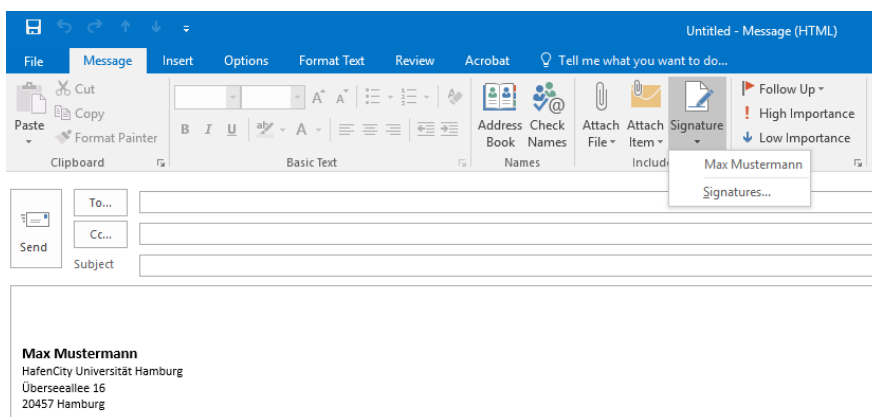 Untitled - Message (HTML)
File Message Insert Options Format Text Review Acrobat Tell me what you want to do...
Paste
Cut
Copy
Format Painter
Clipboard
B I U
A A
A
Basic Text
Address Book
Check Names
Names
Attach File
Attach Item
Signature
Includ
Follow Up
High Importance
Low Importance
Max Mustermann
Signatures...
Send
To...
Cc...
Subject
Max Mustermann
HafenCity Universität Hamburg
Überseeallee 16
20457 Hamburg